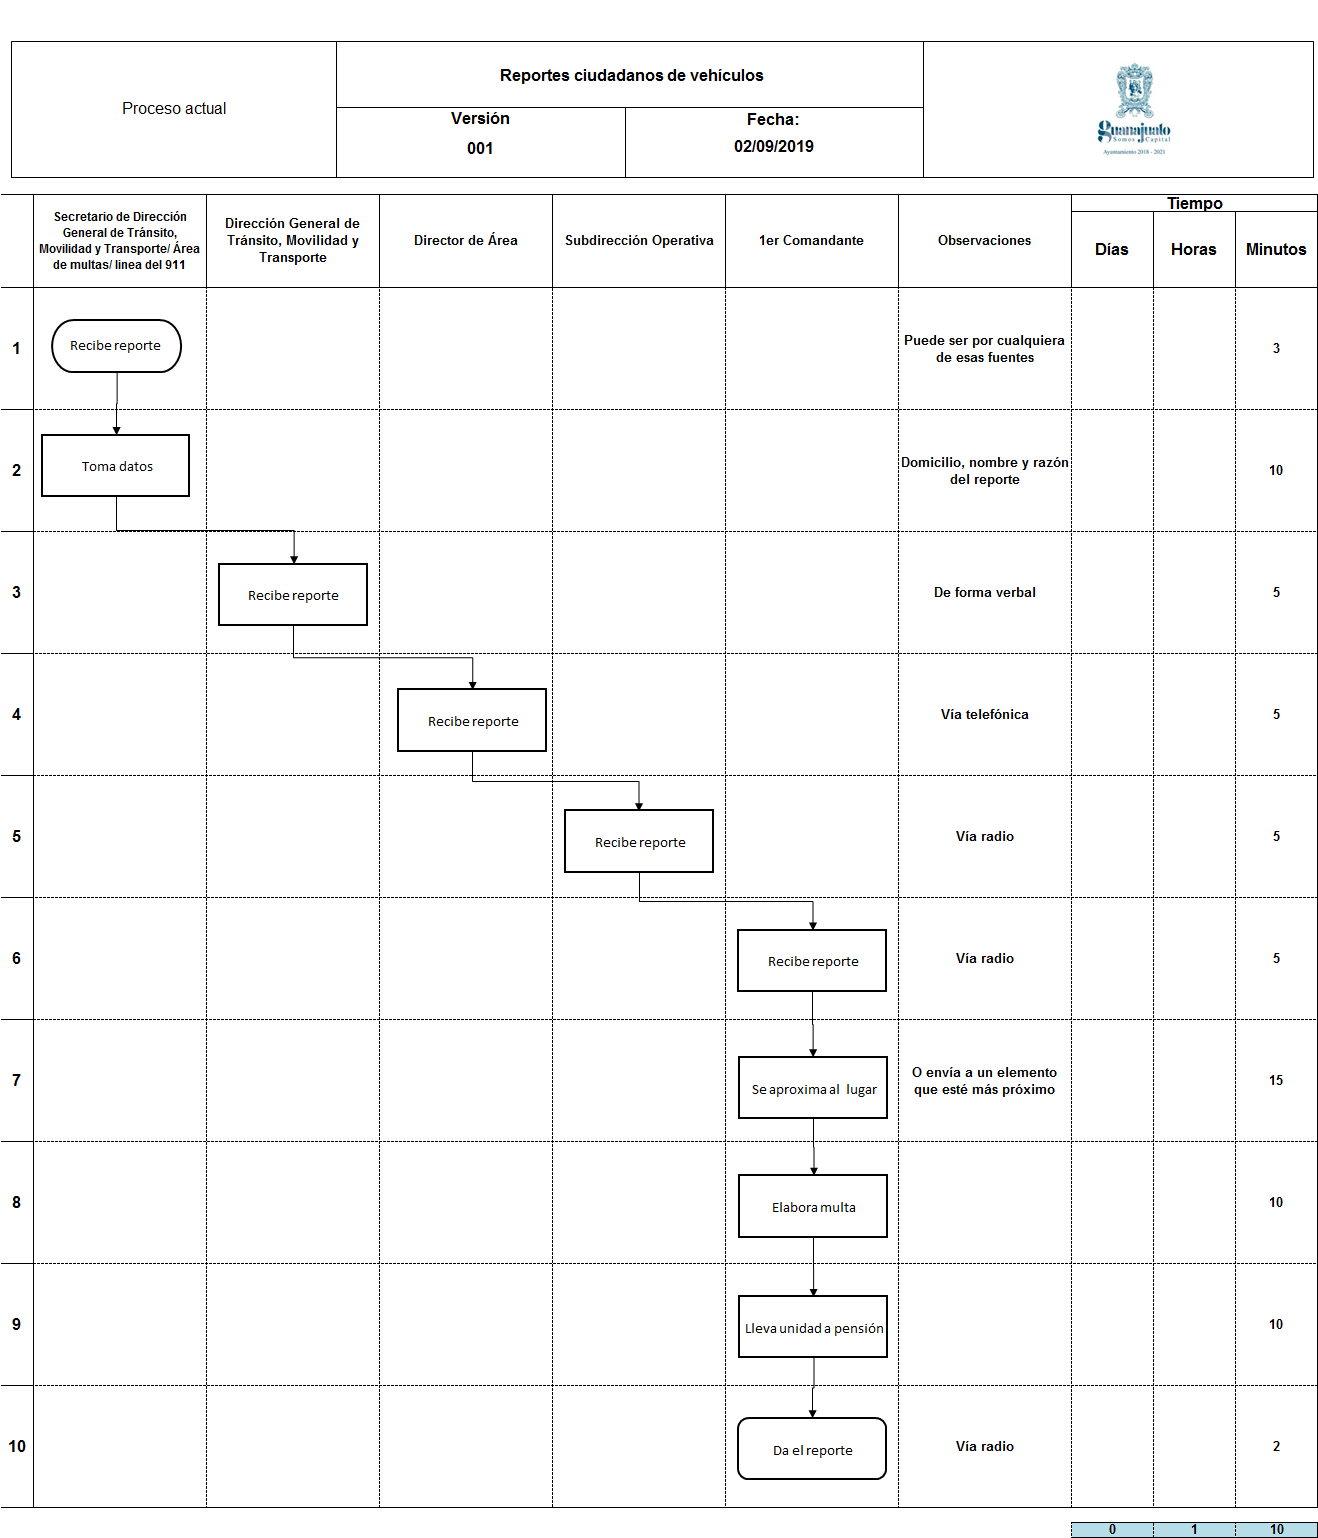 Proceso actual
Reportes ciudadanos de vehículos
Versión
001
Fecha:
02/09/2019
Guanajuato
Somos Capital
Ayuntamiento 2018 - 2021
Secretario de Dirección
General de Tránsito,
Movilidad y Transporte/ Área
de multas/ linea del 911
Dirección General de
Tránsito, Movilidad y
Transporte
Director de Área
Subdirección Operativa
1er Comandante
Observaciones
Tiempo
Días
Horas
Minutos
1
Recibe reporte
Puede ser por cualquiera
de esas fuentes
3
2
Toma datos
Domicilio, nombre y razón
del reporte
10
3
Recibe reporte
De forma verbal
5
4
Recibe reporte
Vía telefónica
5
5
Recibe reporte
Vía radio
5
6
Recibe reporte
Vía radio
5
7
Se aproxima al lugar
O envía a un elemento
que esté más próximo
15
8
Elabora multa
10
9
Lleva unidad a pensión
10
10
Da el reporte
Vía radio
2
0
1
10